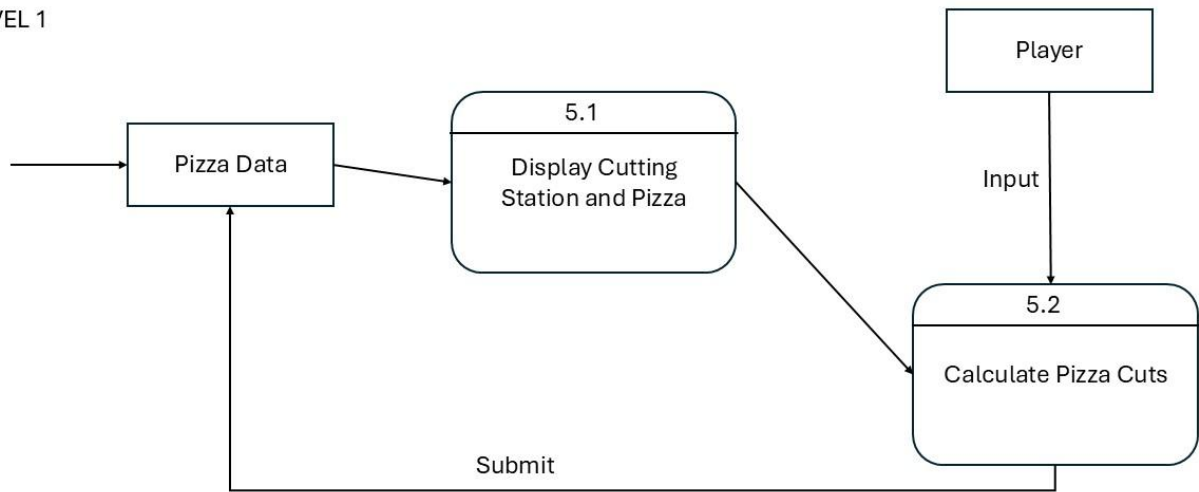 VEL 1
Player
5.1
Pizza Data
Display Cutting
Station and Pizza
Input
5.2
Calculate Pizza Cuts
Submit